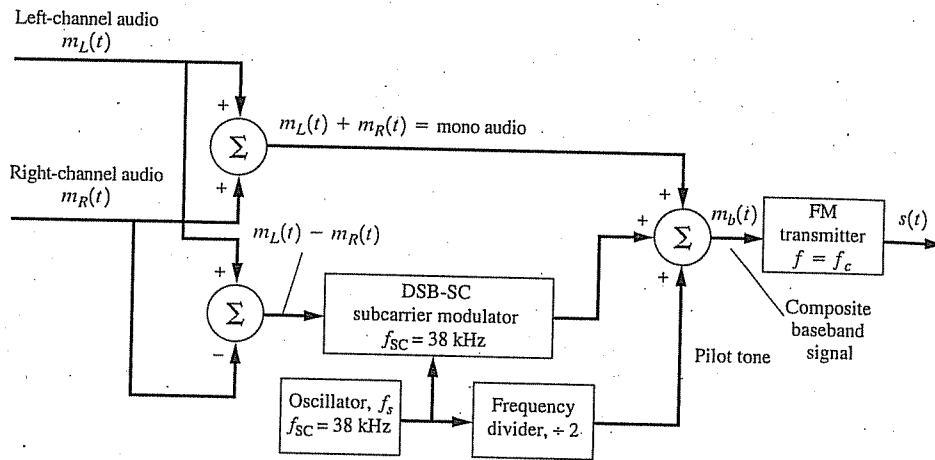 Left-channel audio
m_L(t)
+
Σ
+
m_L(t) + m_R(t) = mono audio
Right-channel audio
m_R(t)
m_L(t) − m_R(t)
+
Σ
−
DSB-SC
subcarrier modulator
f_SC = 38 kHz
+
+
Σ
+
m_b(i)
FM
transmitter
f = f_c
s(t)
Composite
baseband
signal
Pilot tone
Oscillator, f_s
f_SC = 38 kHz
Frequency
divider, ÷ 2